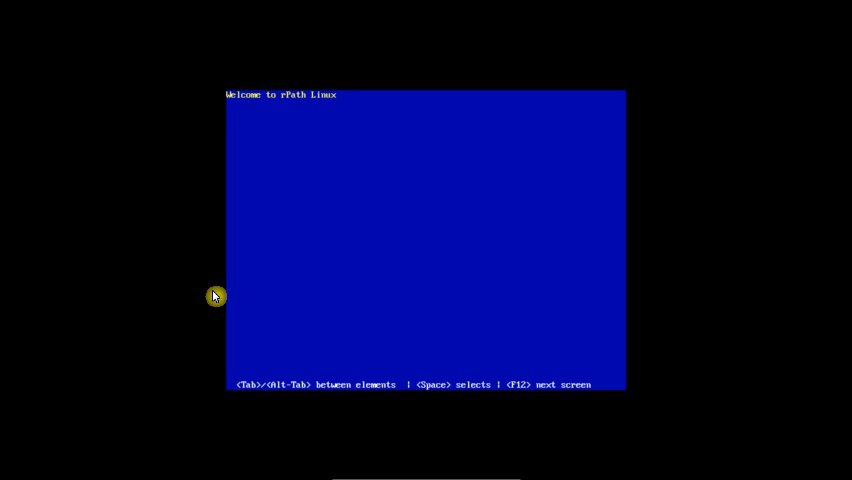 Welcome to rPath Linux
<Tab>/<Alt-Tab> between elements | <Space> selects | <F12> next screen